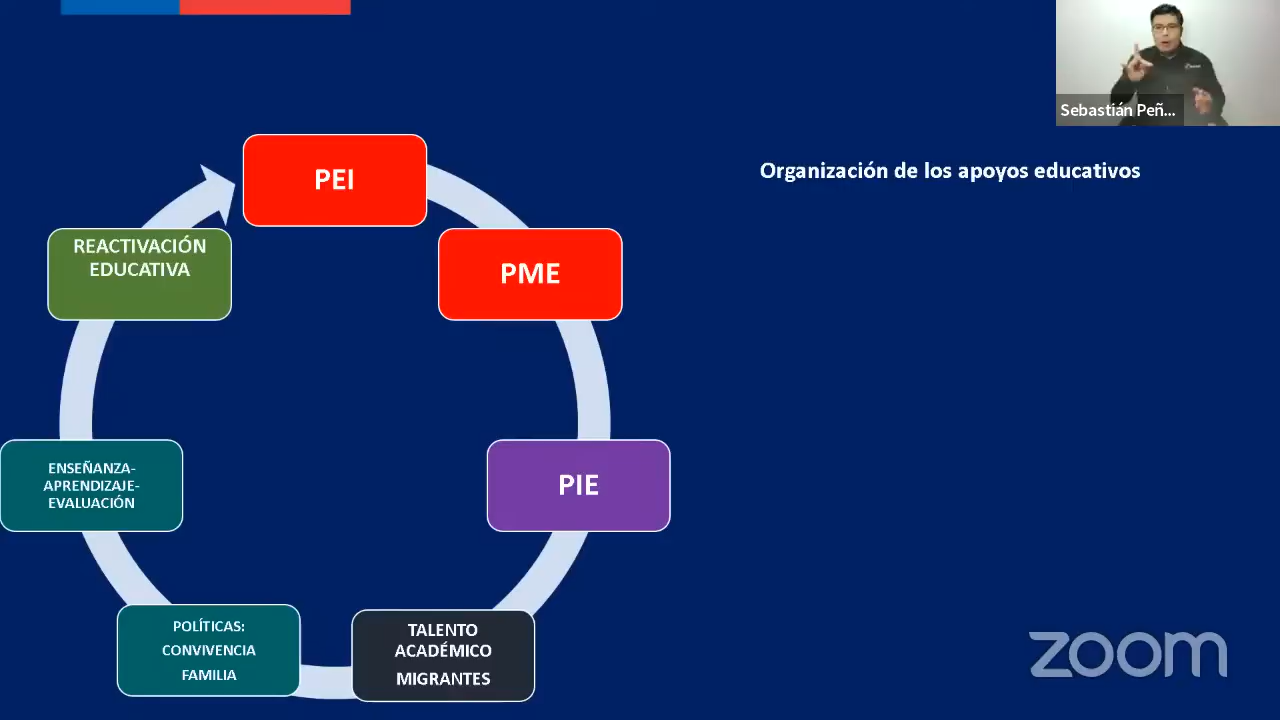 Sebastián Peñ...
Organización de los apoyos educativos
PEI
REACTIVACIÓN
EDUCATIVA
PME
ENSEÑANZA-
APRENDIZAJE-
EVALUACIÓN
PIE
POLÍTICAS:
CONVIVENCIA
FAMILIA
TALENTO
ACADÉMICO
MIGRANTES
zoom